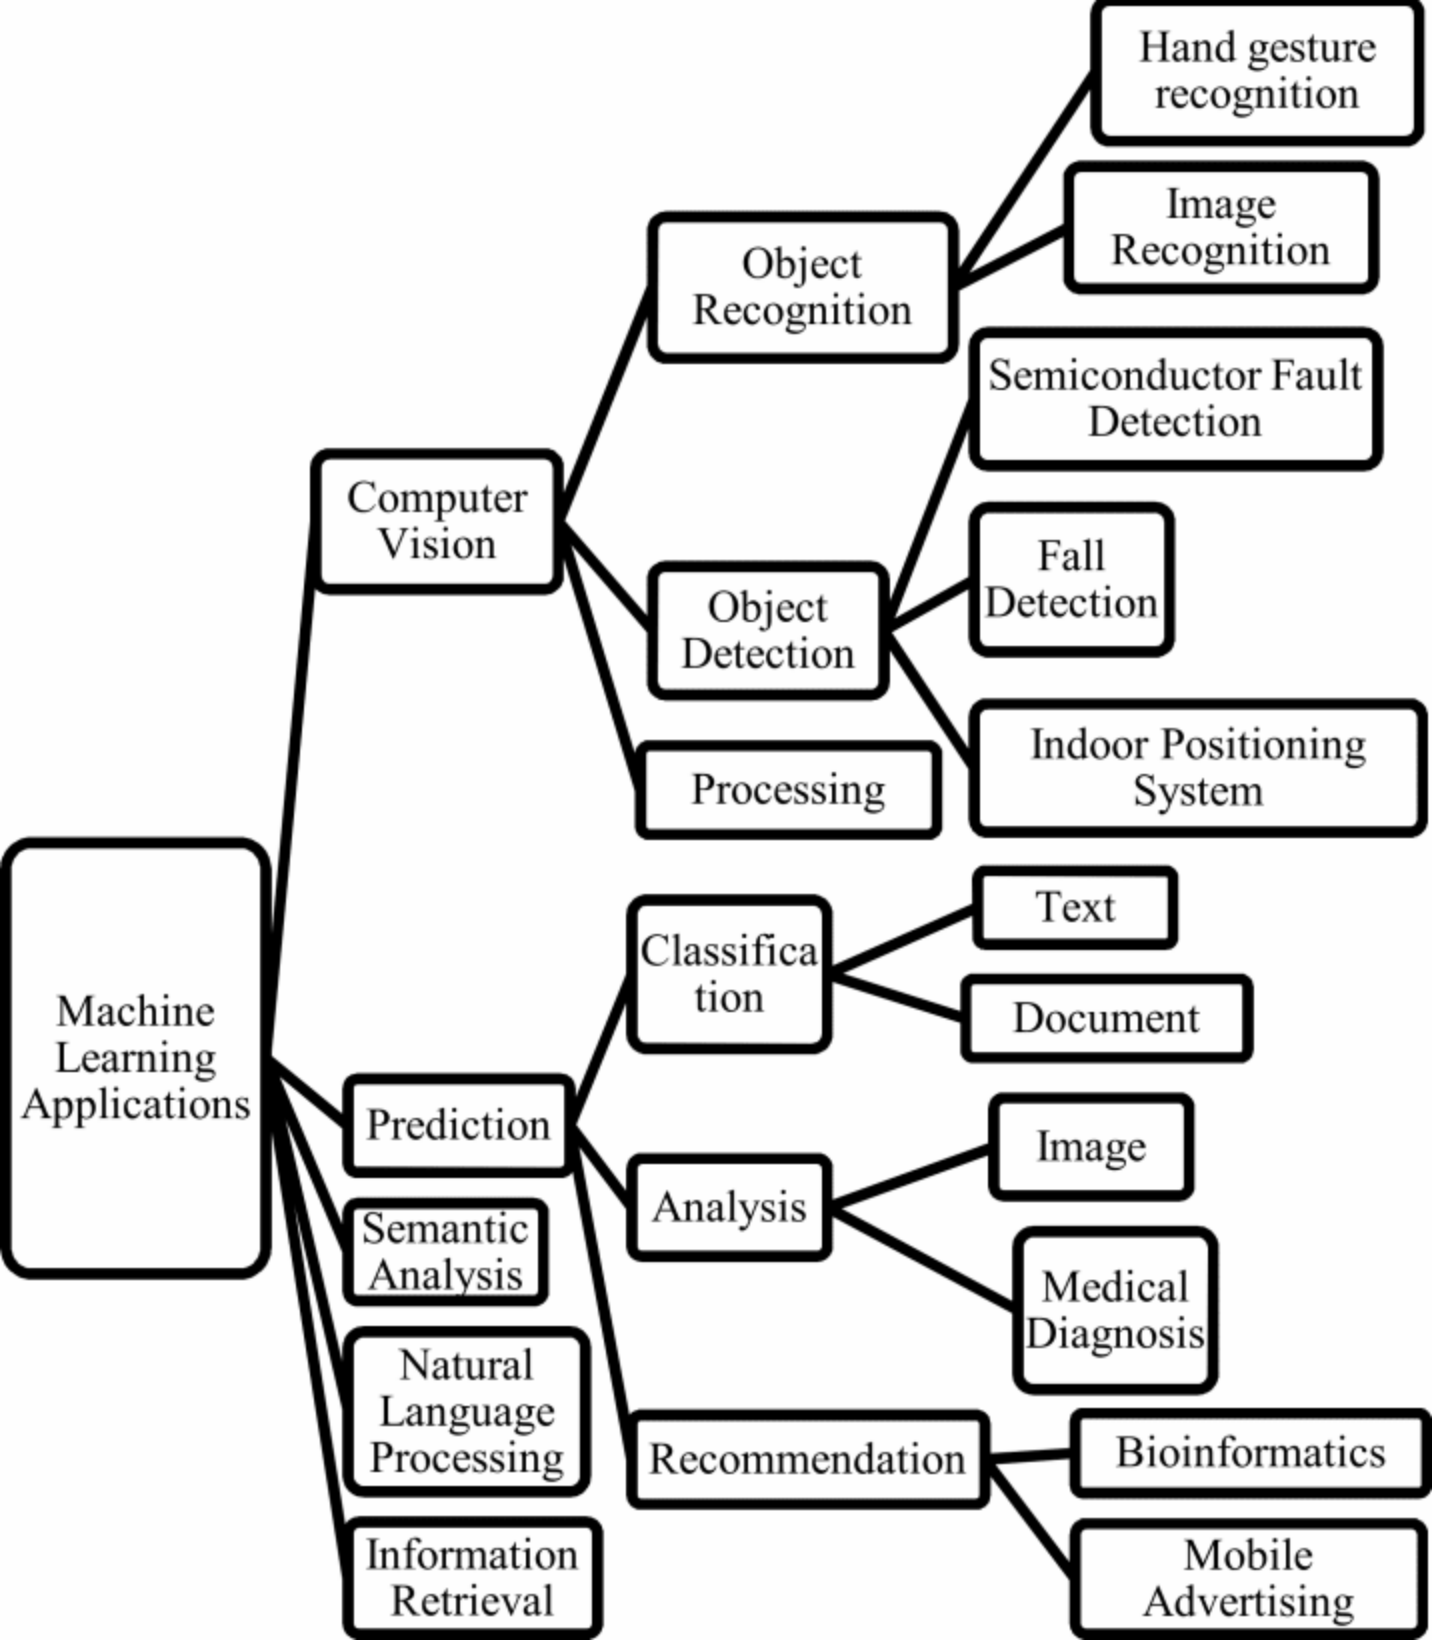 Hand gesture
recognition
Image
Recognition
Object
Recognition
Semiconductor Fault
Detection
Computer
Vision
Fall
Detection
Object
Detection
Indoor Positioning
System
Processing
Machine
Learning
Applications
Classifica
tion
Text
Document
Prediction
Analysis
Image
Medical
Diagnosis
Semantic
Analysis
Natural
Language
Processing
Recommendation
Bioinformatics
Mobile
Advertising
Information
Retrieval